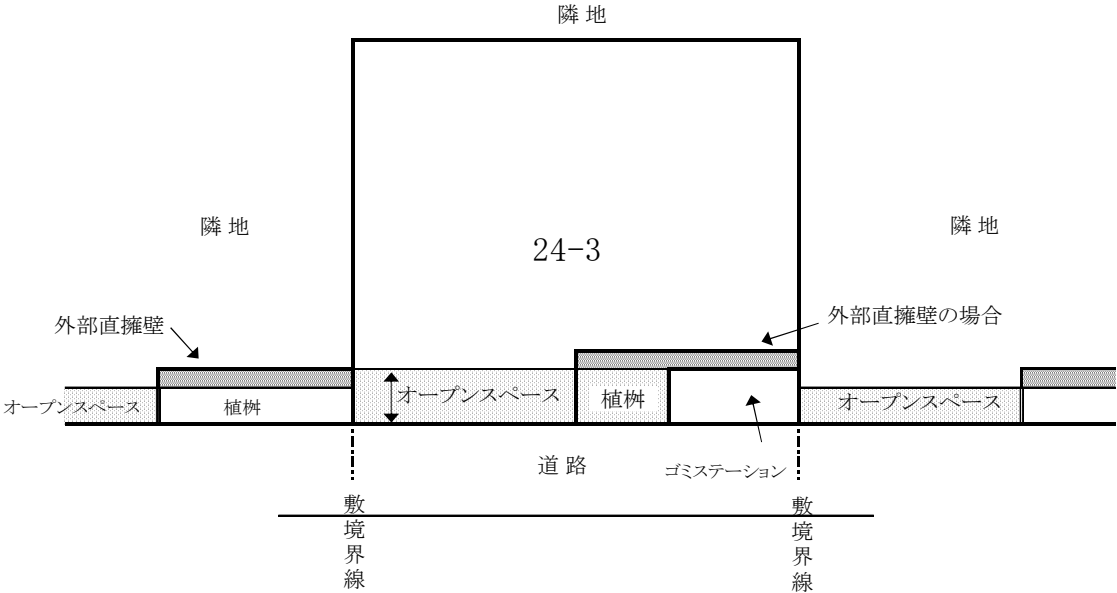 隣 地
隣 地
隣 地
24-3
外部直擁壁
外部直擁壁の場合
オープンスペース
植桝
オープンスペース
植桝
オープンスペース
道 路
ゴミステーション
敷境界線
敷境界線